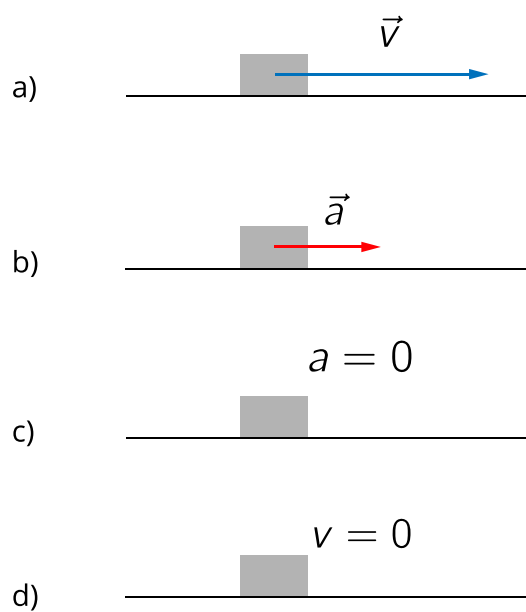 a) v⃗
b) a⃗
c) a = 0
d) v = 0